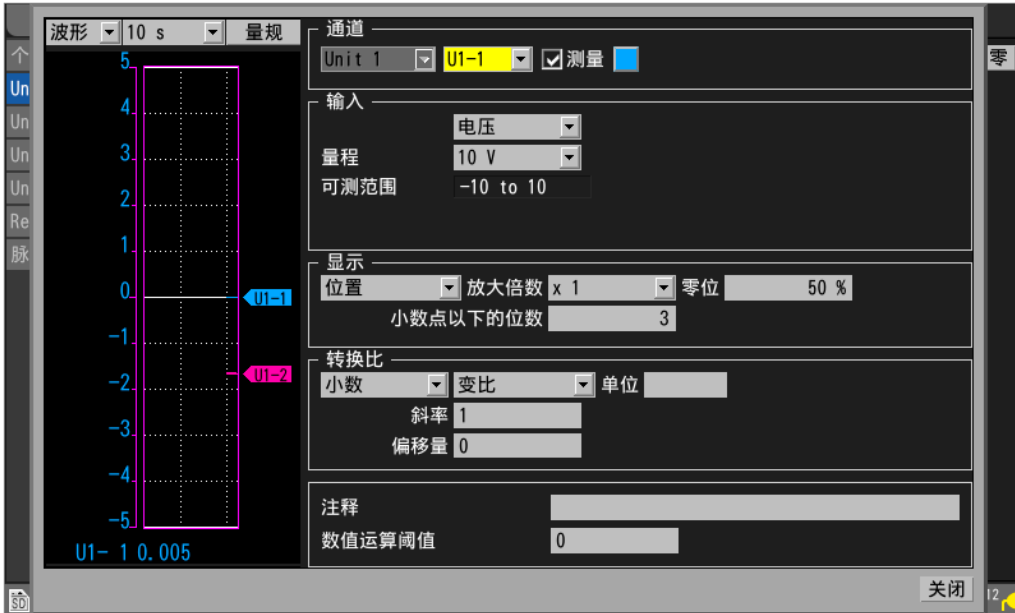 波形 10 s 量规
5
4
3
2
1
0
-1
-2
-3
-4
-5
U1-1
U1-2
U1- 1 0.005
通道
Unit 1 U1-1 测量
输入
电压
量程 10 V
可测范围 -10 to 10
显示
位置 放大倍数 x 1 零位 50 %
小数点以下的位数 3
转换比
小数 变比 单位
斜率 1
偏移量 0
注释
数值运算阈值 0
关闭
个
Un
Un
Un
Un
Re
脉
SD
零
12